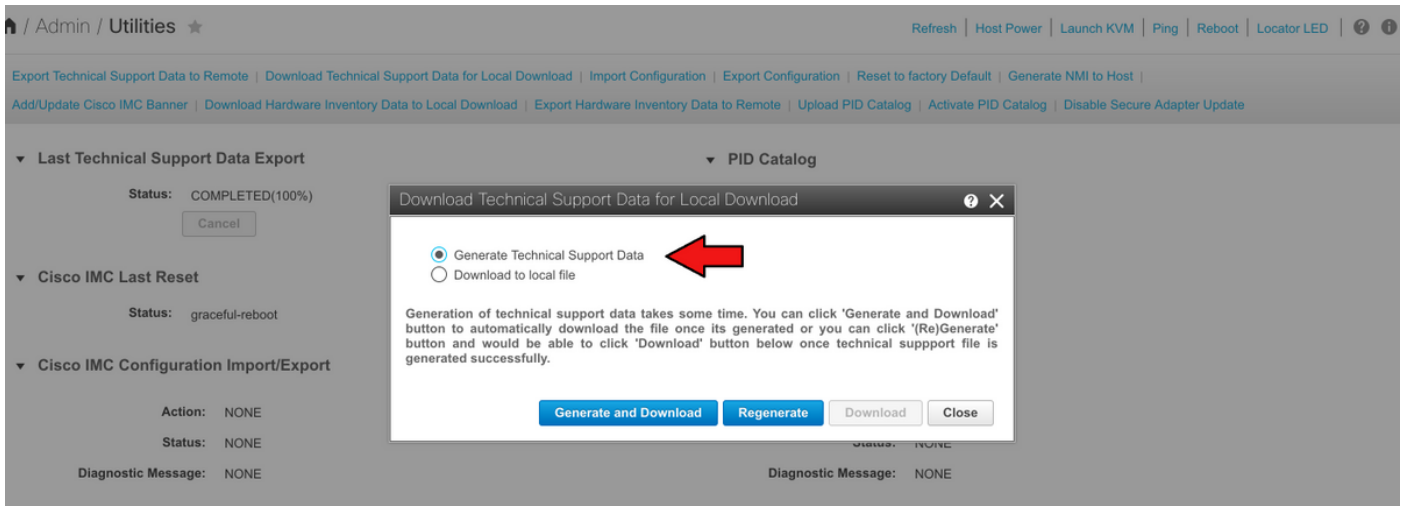 / Admin / Utilities
Refresh | Host Power | Launch KVM | Ping | Reboot | Locator LED |
Export Technical Support Data to Remote | Download Technical Support Data for Local Download | Import Configuration | Export Configuration | Reset to factory Default | Generate NMI to Host |
Add/Update Cisco IMC Banner | Download Hardware Inventory Data to Local Download | Export Hardware Inventory Data to Remote | Upload PID Catalog | Activate PID Catalog | Disable Secure Adapter Update
Last Technical Support Data Export
PID Catalog
Status: COMPLETED(100%)
Cancel
Cisco IMC Last Reset
Status: graceful-reboot
Cisco IMC Configuration Import/Export
Action: NONE
Status: NONE
Diagnostic Message: NONE
Download Technical Support Data for Local Download
Generate Technical Support Data
Download to local file
Generation of technical support data takes some time. You can click 'Generate and Download'
button to automatically download the file once its generated or you can click '(Re)Generate'
button and would be able to click 'Download' button below once technical suppport file is
generated successfully.
Generate and Download
Regenerate
Download
Close
Status: NONE
Diagnostic Message: NONE